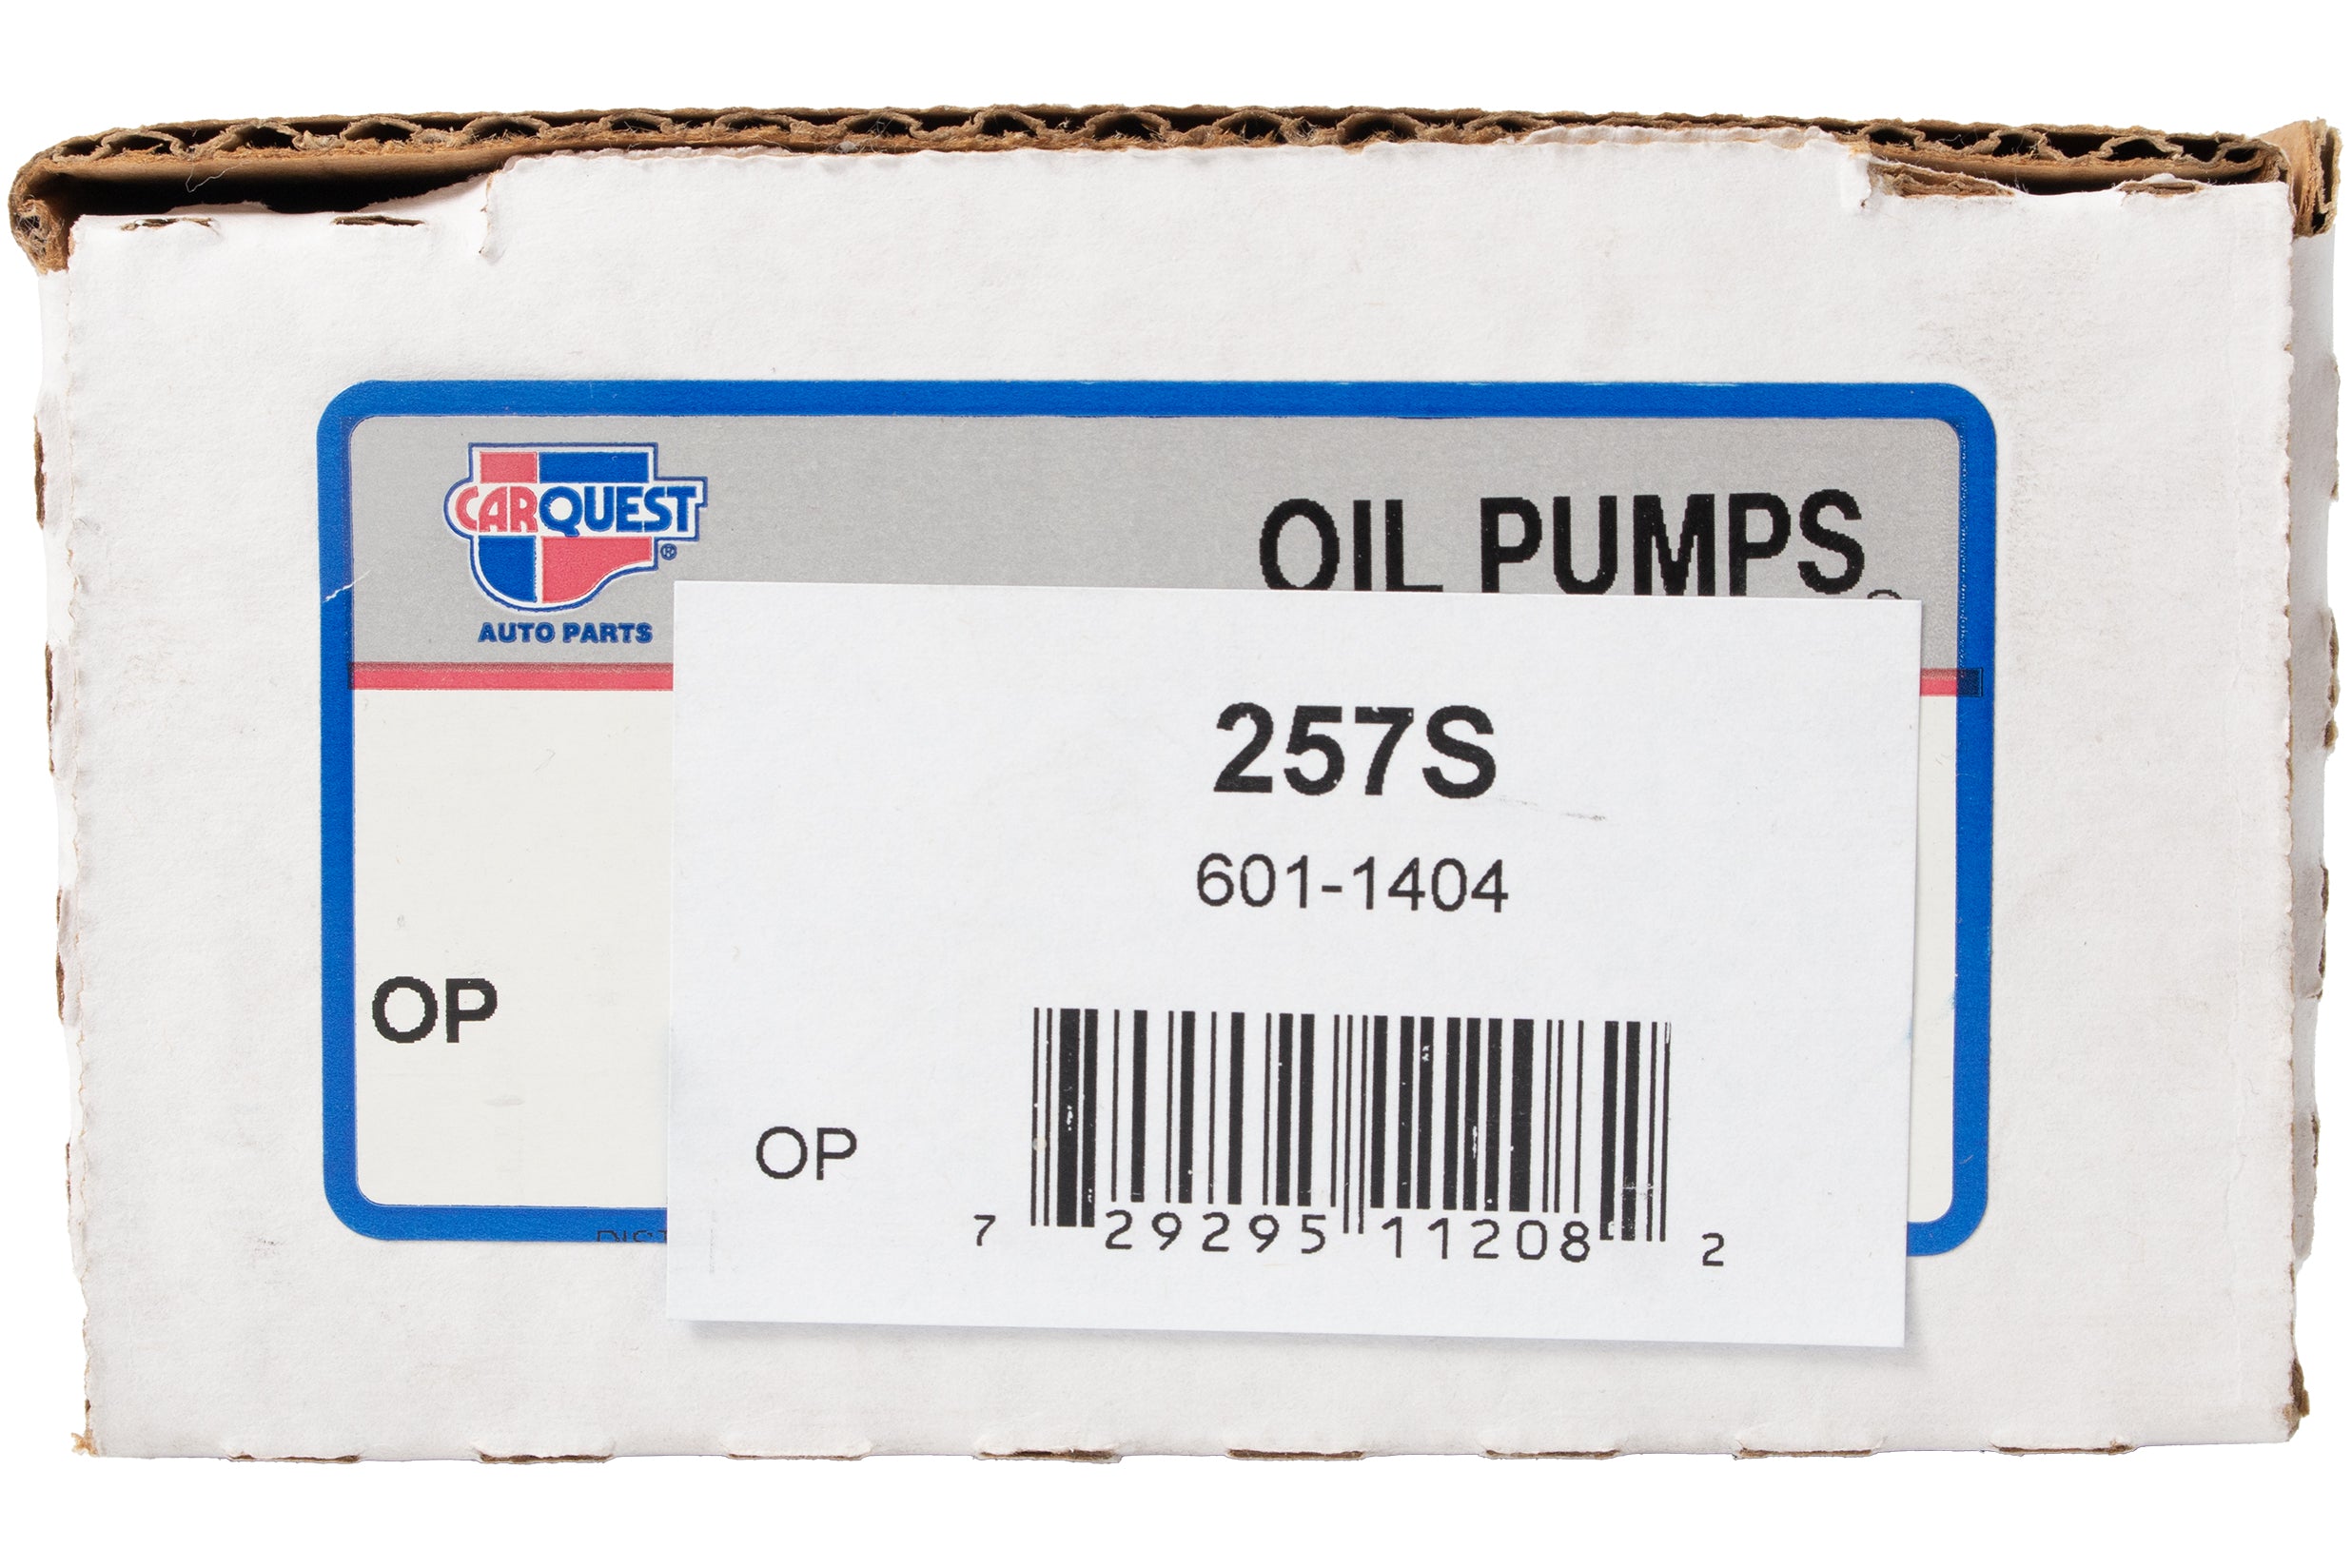 CARQUEST®
AUTO PARTS
OIL PUMPS
257S
601-1404
OP
OP
7 29295 11208 2